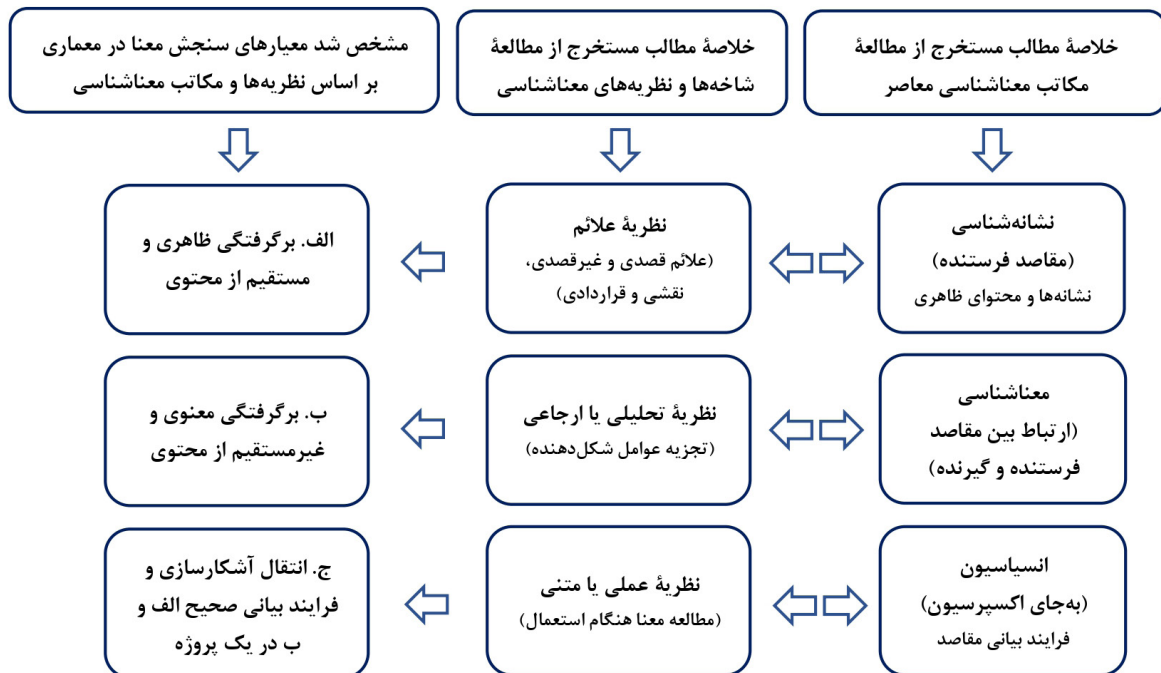 خلاصهٔ مطالب مستخرج از مطالعهٔ
مکاتب معناشناسی معاصر
خلاصهٔ مطالب مستخرج از مطالعهٔ
شاخه‌ها و نظریه‌های معناشناسی
مشخص شد معیارهای سنجش معنا در معماری
بر اساس نظریه‌ها و مکاتب معناشناسی
نشانه‌شناسی
(مقاصد فرستنده)
نشانه‌ها و محتوای ظاهری
نظریهٔ علائم
(علائم قصدی و غیرقصدی،
نقشی و قراردادی)
الف. برگرفتگی ظاهری و
مستقیم از محتوی
معناشناسی
(ارتباط بین مقاصد
فرستنده و گیرنده)
نظریهٔ تحلیلی یا ارجاعی
(تجزیه عوامل شکل‌دهنده)
ب. برگرفتگی معنوی و
غیرمستقیم از محتوی
انسیاسیون
(به‌جای اکسپرسیون)
فرایند بیانی مقاصد
نظریهٔ عملی یا متنی
(مطالعه معنا هنگام استعمال)
ج. انتقال آشکارسازی و
فرایند بیانی صحیح الف و
ب در یک پروژه